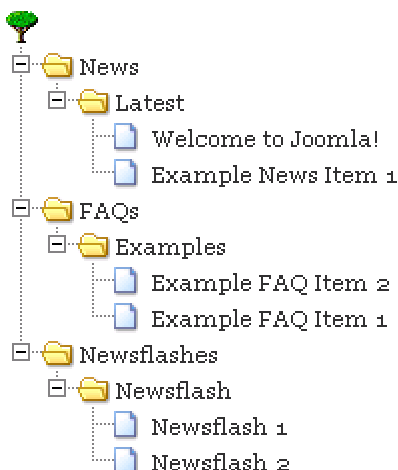 News
Latest
Welcome to Joomla!
Example News Item 1
FAQs
Examples
Example FAQ Item 2
Example FAQ Item 1
Newsflashes
Newsflash
Newsflash 1
Newsflash 2